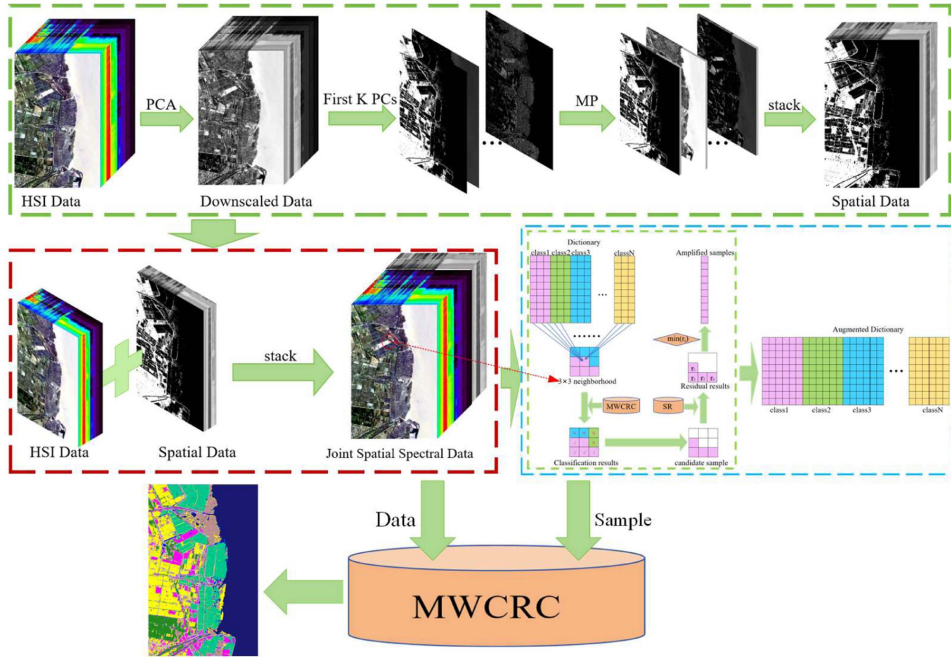 PCA
First K PCs
MP
stack
HSI Data
Downscaled Data
Spatial Data
stack
HSI Data
Spatial Data
Joint Spatial Spectral Data
Dictionary
class1 class2 class3 classN
Amplified samples
3×3 neighborhood
min(ri)
Residual results
MWCRC
SR
Classification results
candidate sample
Augmented Dictionary
class1 class2 class3 classN
Data
Sample
MWCRC